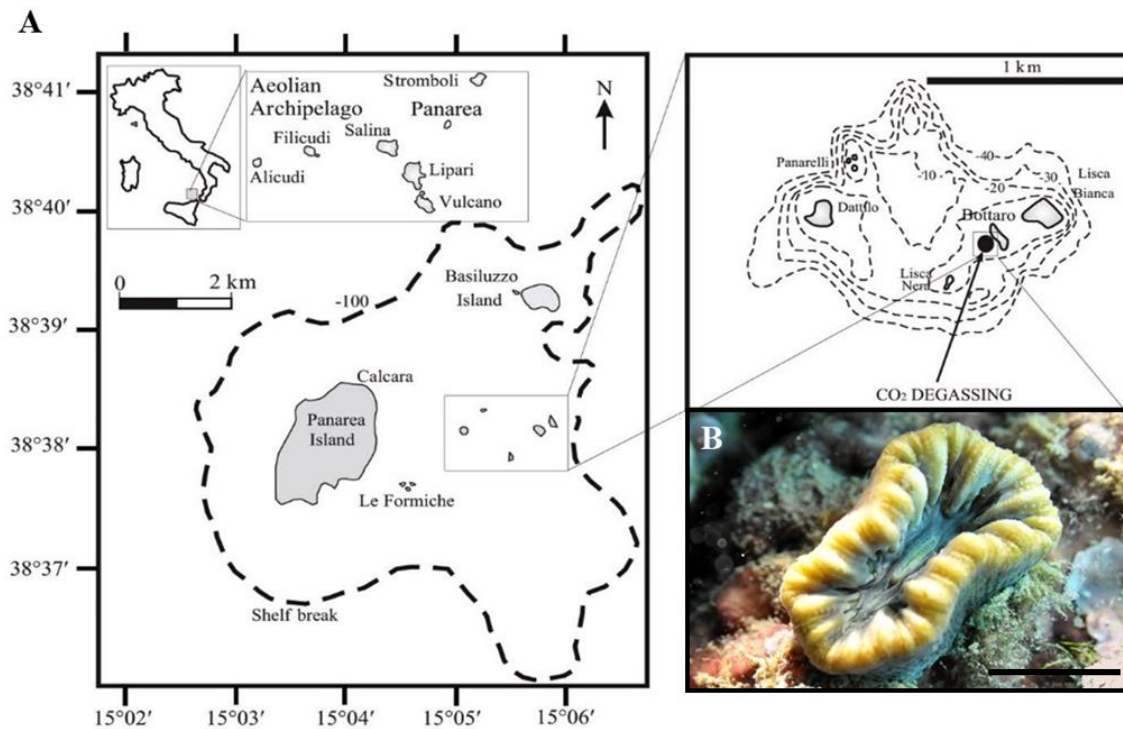 A
38°41′
38°40′
38°39′
38°38′
38°37′
15°02′
15°03′
15°04′
15°05′
15°06′
Aeolian
Archipelago
Stromboli
Panarea
Filicudi
Salina
Alicudi
Lipari
Vulcano
N
0
2 km
-100
Basiluzzo
Island
Calcara
Panarea
Island
Le Formiche
Shelf break
1 km
Panarelli
-40
-10
-30
-20
Lisca
Bianca
Dattilo
Bottaro
Lisca
Nera
CO₂ DEGASSING
B